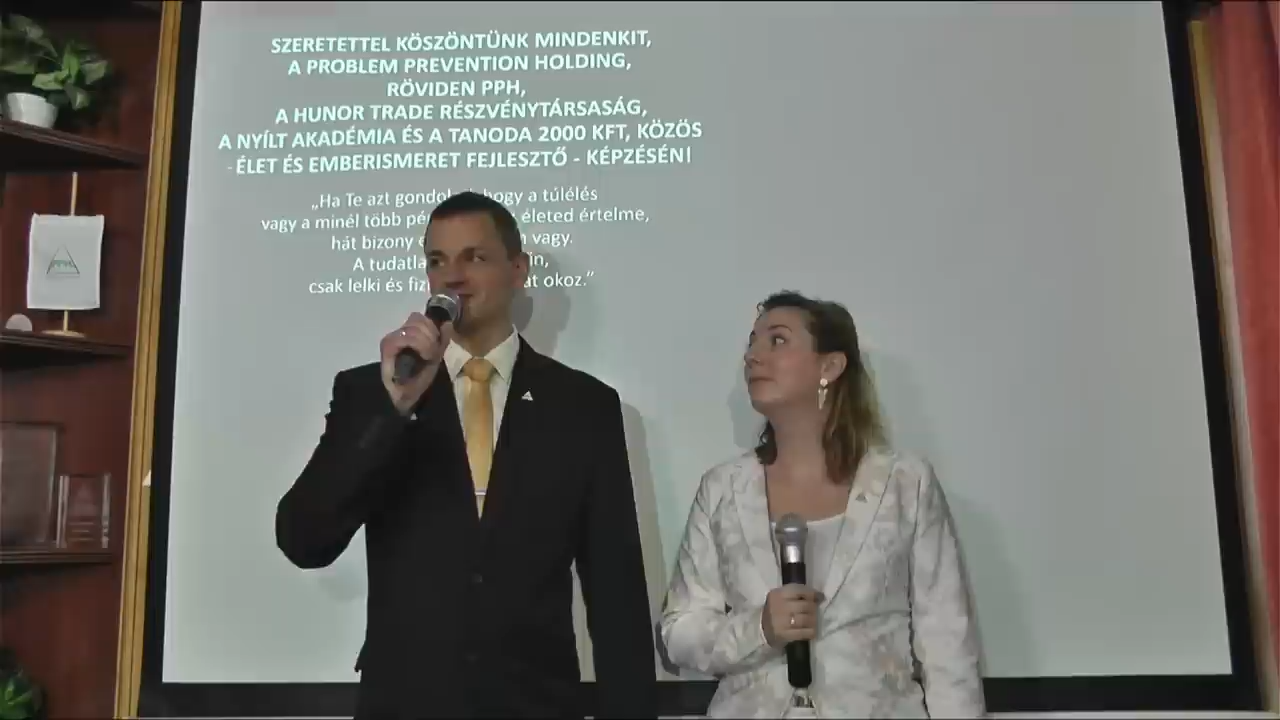 SZERETETTEL KÖSZÖNTÜNK MINDENKIT,
A PROBLEM PREVENTION HOLDING,
RÖVIDEN PPH,
A HUNOR TRADE RÉSZVÉNYTÁRSASÁG,
A NYÍLT AKADÉMIA ÉS A TANODA 2000 KFT, KÖZÖS
- ÉLET ÉS EMBERISMERET FEJLESZTŐ - KÉPZÉSÉN!
„Ha Te azt hogy a túlélés
vagy a minél több életed értelme,
hát bizony vagy.
A
csak lelki és okoz.”